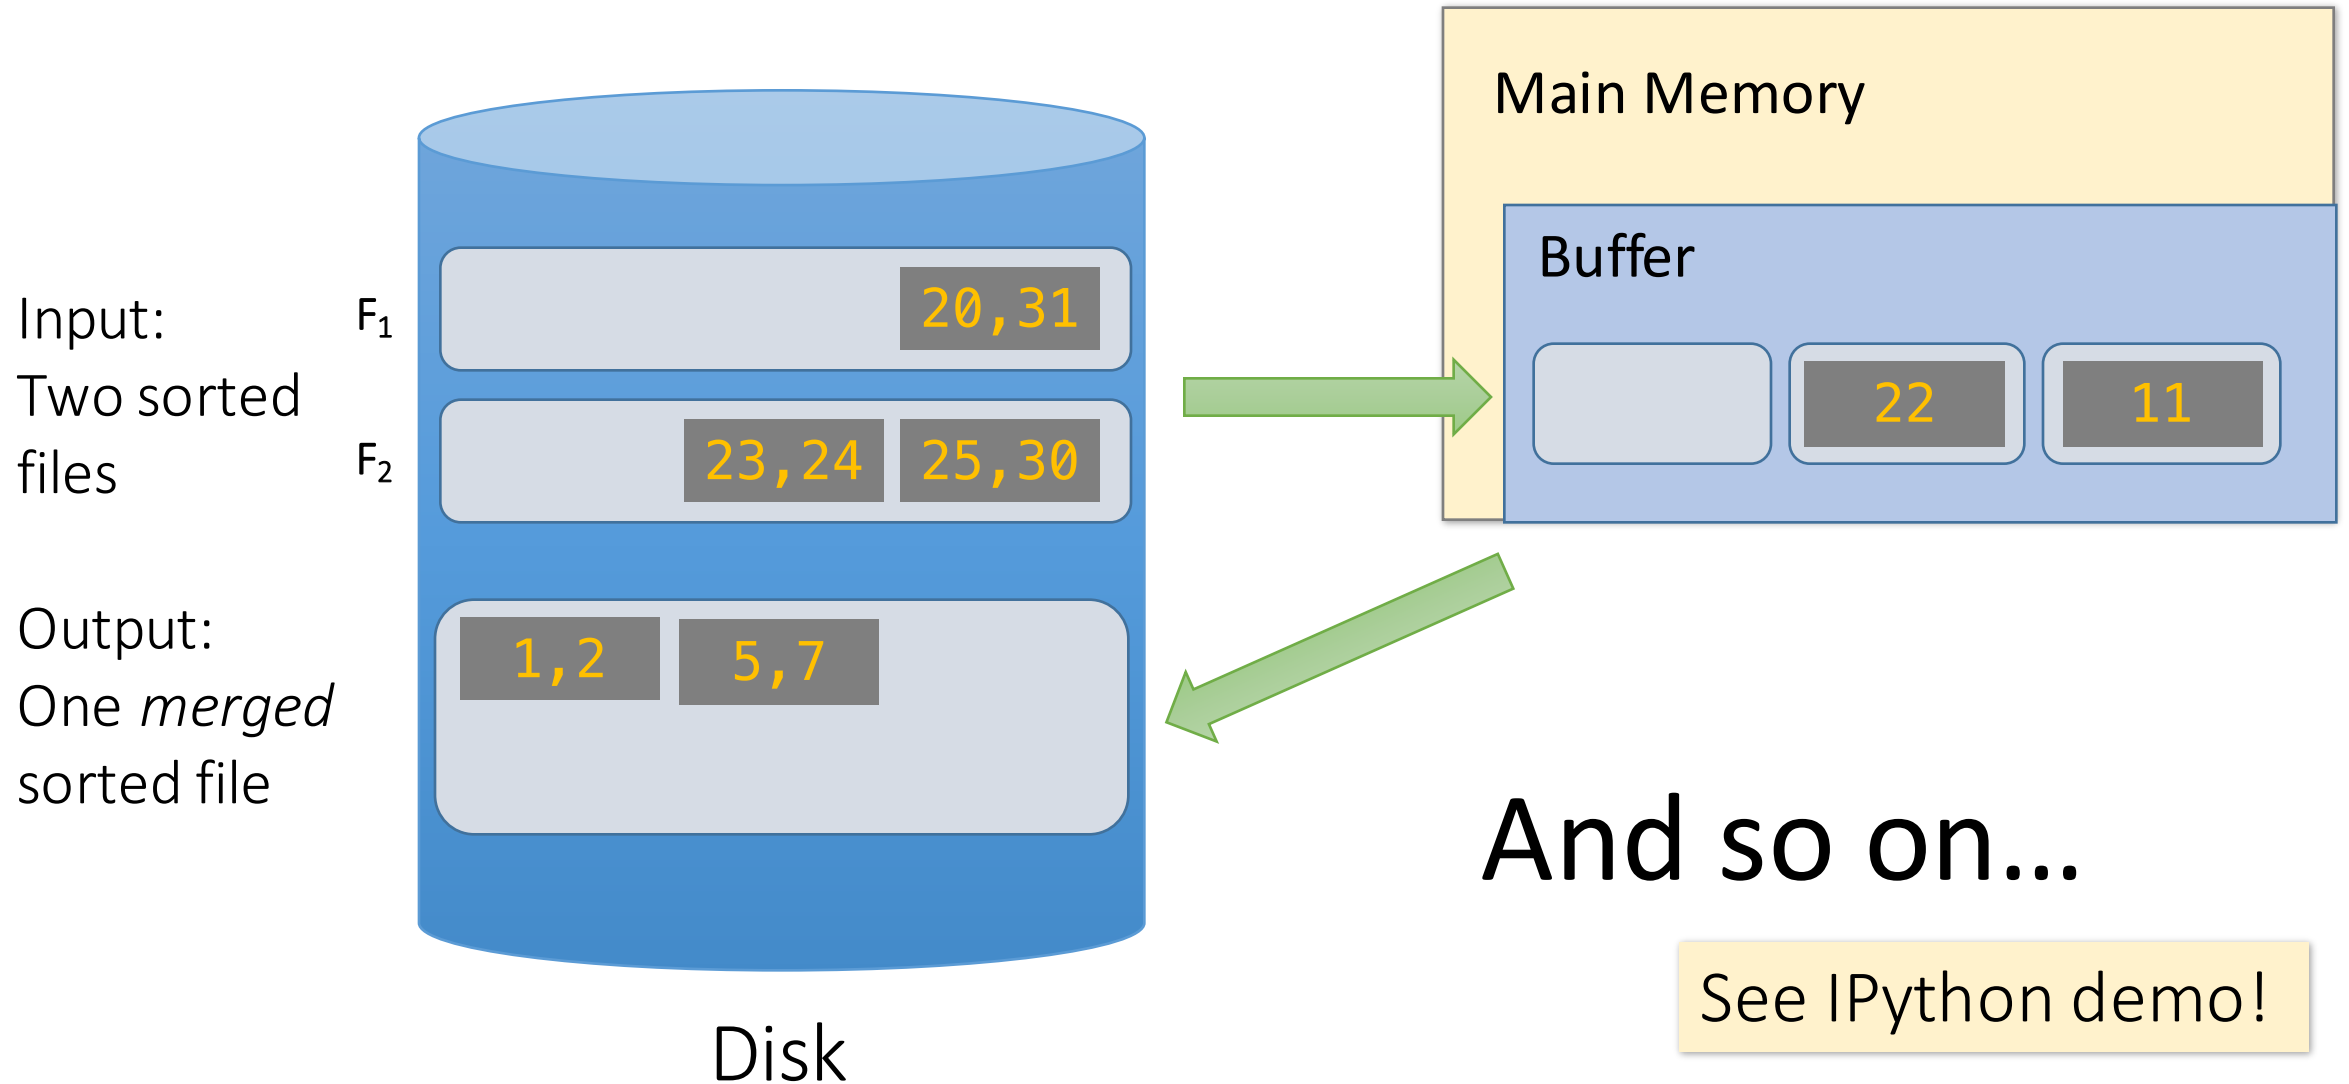 Main Memory
Buffer
Input:
Two sorted
files
F₁
20,31
F₂
23,24 25,30
22 11
Output:
One merged
sorted file
1,2 5,7
And so on…
See IPython demo!
Disk